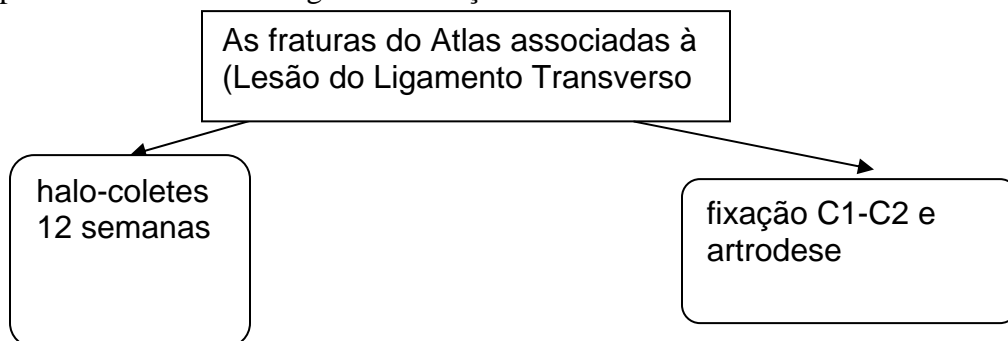 As fraturas do Atlas associadas à
(Lesão do Ligamento Transverso
halo-coletes
12 semanas
fixação C1-C2 e
artrodese